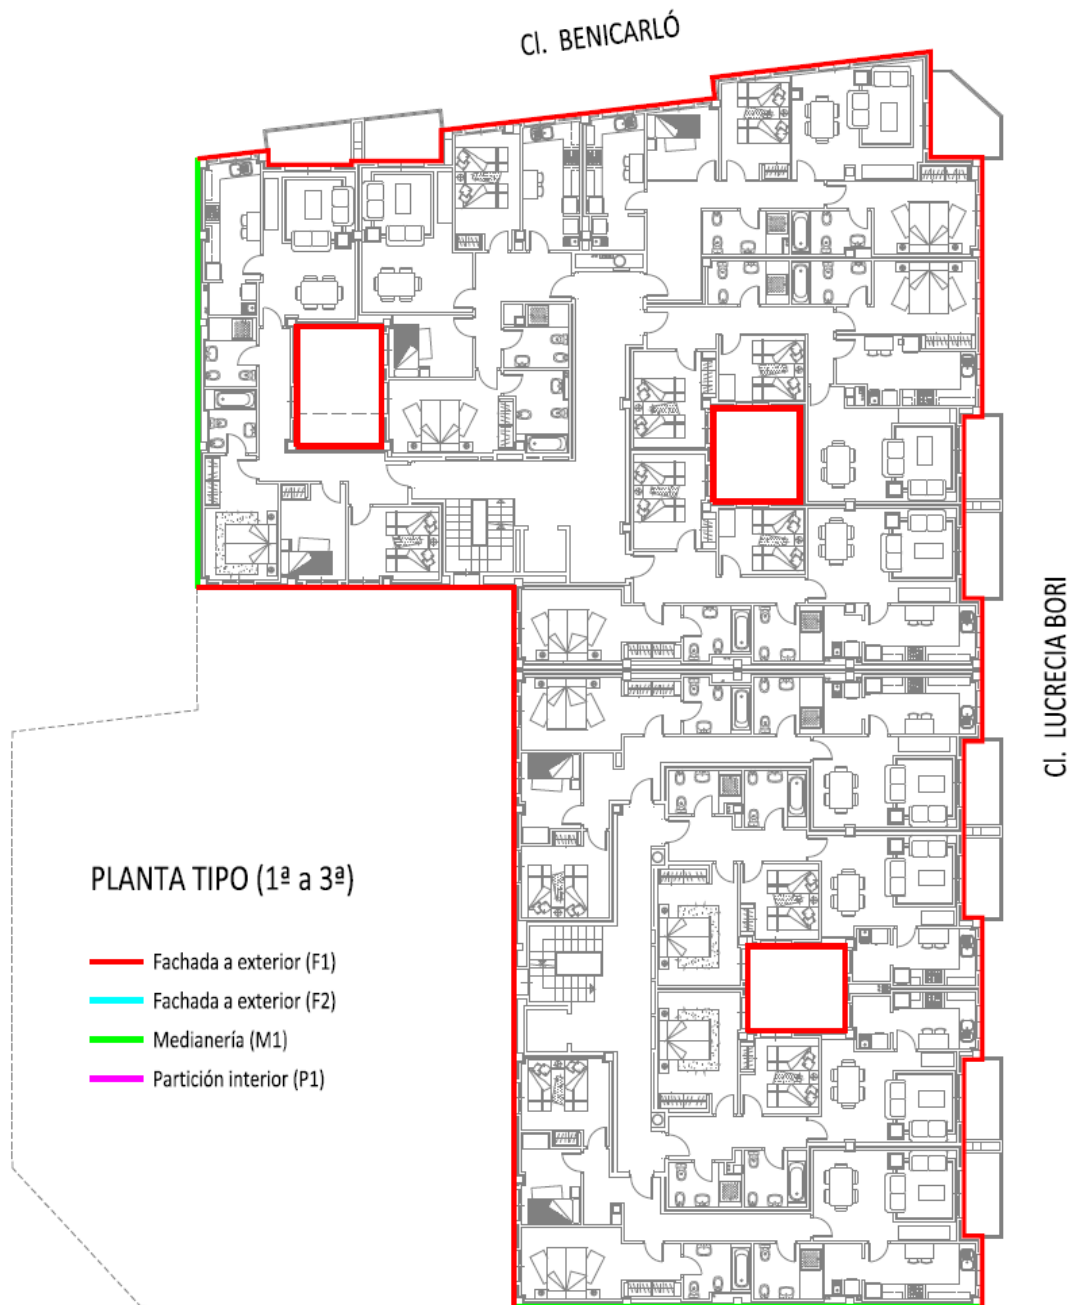 Cl. BENICARLÓ
Cl. LUCRECIA BORI
PLANTA TIPO (1ª a 3ª)
Fachada a exterior (F1)
Fachada a exterior (F2)
Medianería (M1)
Partición interior (P1)